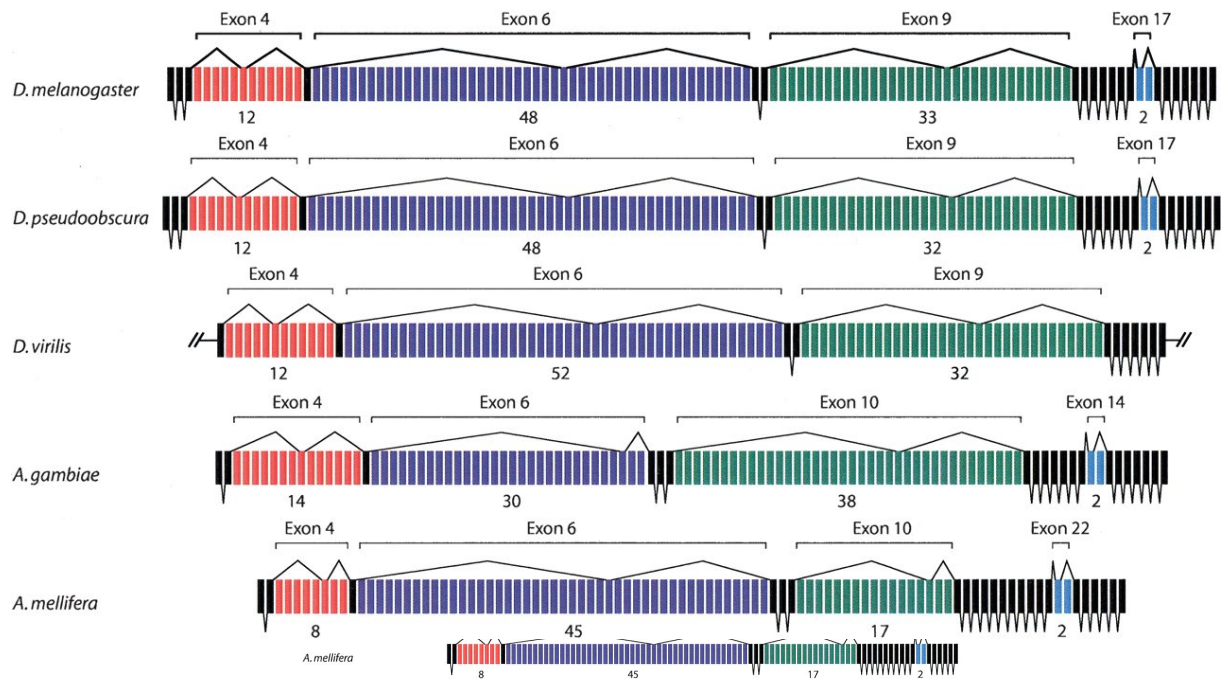 Exon 4 Exon 6 Exon 9 Exon 17
D. melanogaster
12 48 33 2
Exon 4 Exon 6 Exon 9 Exon 17
D. pseudoobscura
12 48 32 2
Exon 4 Exon 6 Exon 9
D. virilis
12 52 32
Exon 4 Exon 6 Exon 10 Exon 14
A. gambiae
14 30 38 2
Exon 4 Exon 6 Exon 10 Exon 22
A. mellifera
8 45 17 2
A. mellifera
8 45 17 2